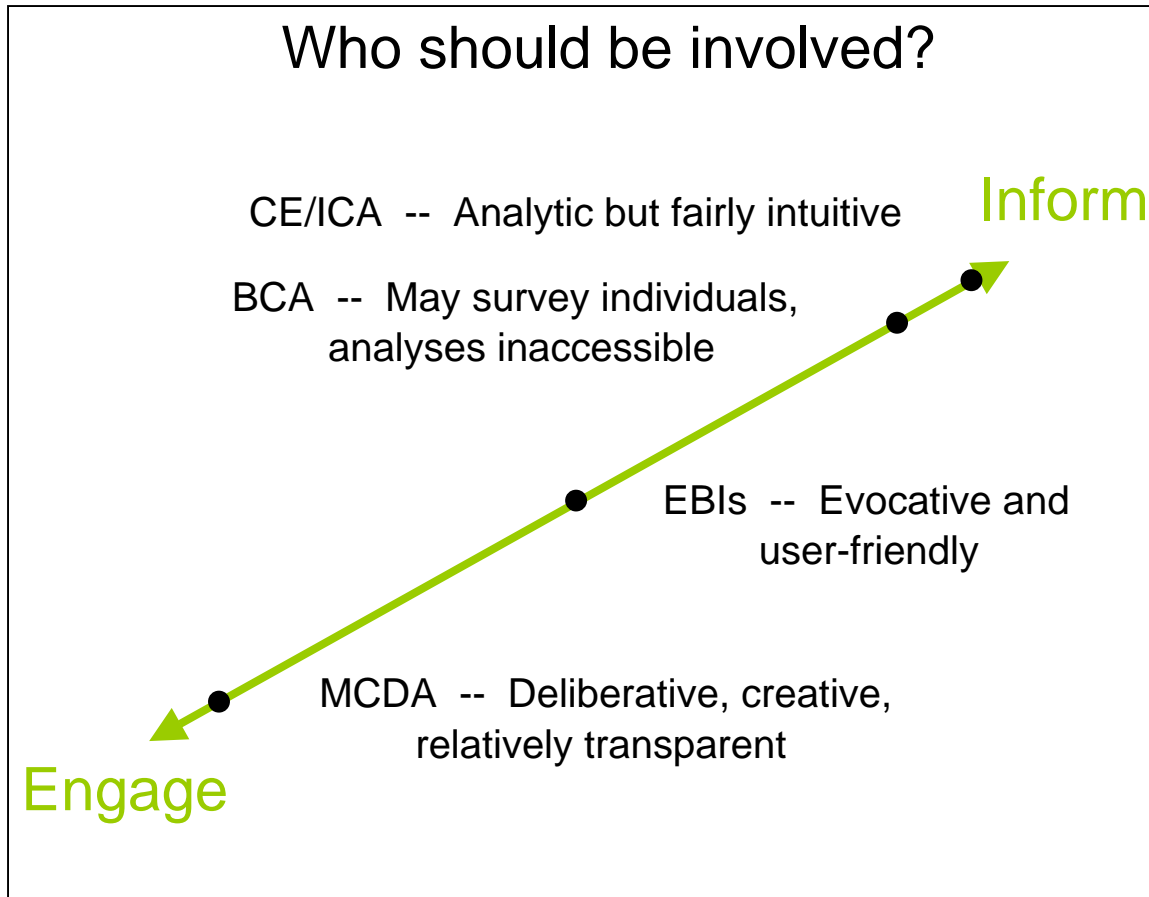 Who should be involved?
Inform
CE/ICA -- Analytic but fairly intuitive
BCA -- May survey individuals,
analyses inaccessible
EBIs -- Evocative and
user-friendly
MCDA -- Deliberative, creative,
relatively transparent
Engage